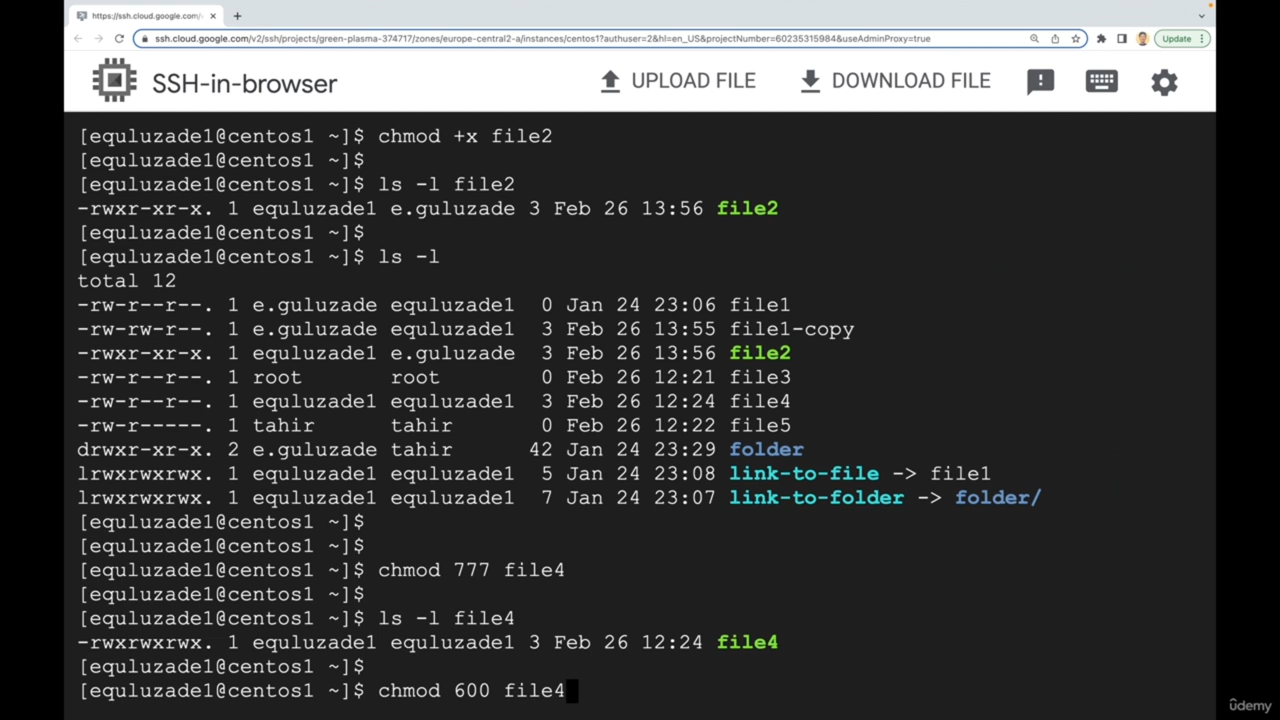 https://ssh.cloud.google.com/v
ssh.cloud.google.com/v2/ssh/projects/green-plasma-374717/zones/europe-central2-a/instances/centos1?authuser=2&hl=en_US&projectNumber=60235315984&useAdminProxy=true
Update
SSH-in-browser
UPLOAD FILE
DOWNLOAD FILE
[equluzade1@centos1 ~]$ chmod +x file2
[equluzade1@centos1 ~]$
[equluzade1@centos1 ~]$ ls -l file2
-rwxr-xr-x. 1 equluzade1 e.guluzade 3 Feb 26 13:56 file2
[equluzade1@centos1 ~]$
[equluzade1@centos1 ~]$ ls -l
total 12
-rw-r--r--. 1 e.guluzade equluzade1  0 Jan 24 23:06 file1
-rw-rw-r--. 1 equluzade1 equluzade1  3 Feb 26 13:55 file1-copy
-rwxr-xr-x. 1 equluzade1 e.guluzade  3 Feb 26 13:56 file2
-rw-r--r--. 1 root       root        0 Feb 26 12:21 file3
-rw-r--r--. 1 equluzade1 equluzade1  3 Feb 26 12:24 file4
-rw-r-----. 1 tahir      tahir       0 Feb 26 12:22 file5
drwxr-xr-x. 2 e.guluzade tahir      42 Jan 24 23:29 folder
lrwxrwxrwx. 1 equluzade1 equluzade1  5 Jan 24 23:08 link-to-file -> file1
lrwxrwxrwx. 1 equluzade1 equluzade1  7 Jan 24 23:07 link-to-folder -> folder/
[equluzade1@centos1 ~]$
[equluzade1@centos1 ~]$
[equluzade1@centos1 ~]$ chmod 777 file4
[equluzade1@centos1 ~]$
[equluzade1@centos1 ~]$ ls -l file4
-rwxrwxrwx. 1 equluzade1 equluzade1 3 Feb 26 12:24 file4
[equluzade1@centos1 ~]$
[equluzade1@centos1 ~]$ chmod 600 file4
udemy